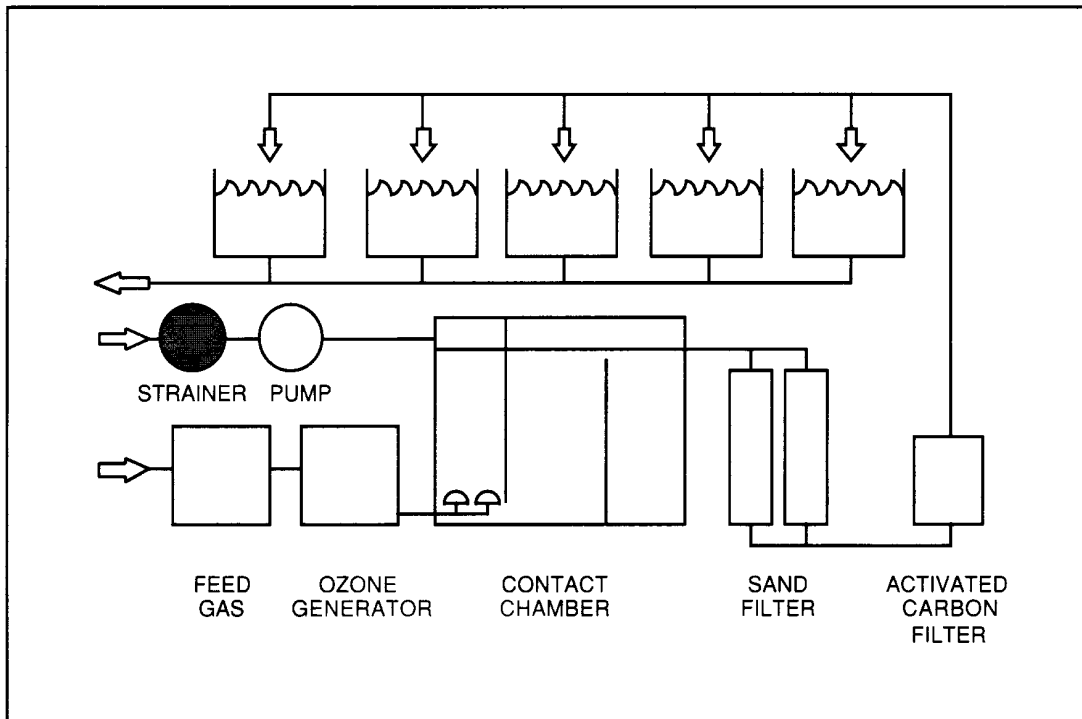 STRAINER
PUMP
FEED
GAS
OZONE
GENERATOR
CONTACT
CHAMBER
SAND
FILTER
ACTIVATED
CARBON
FILTER